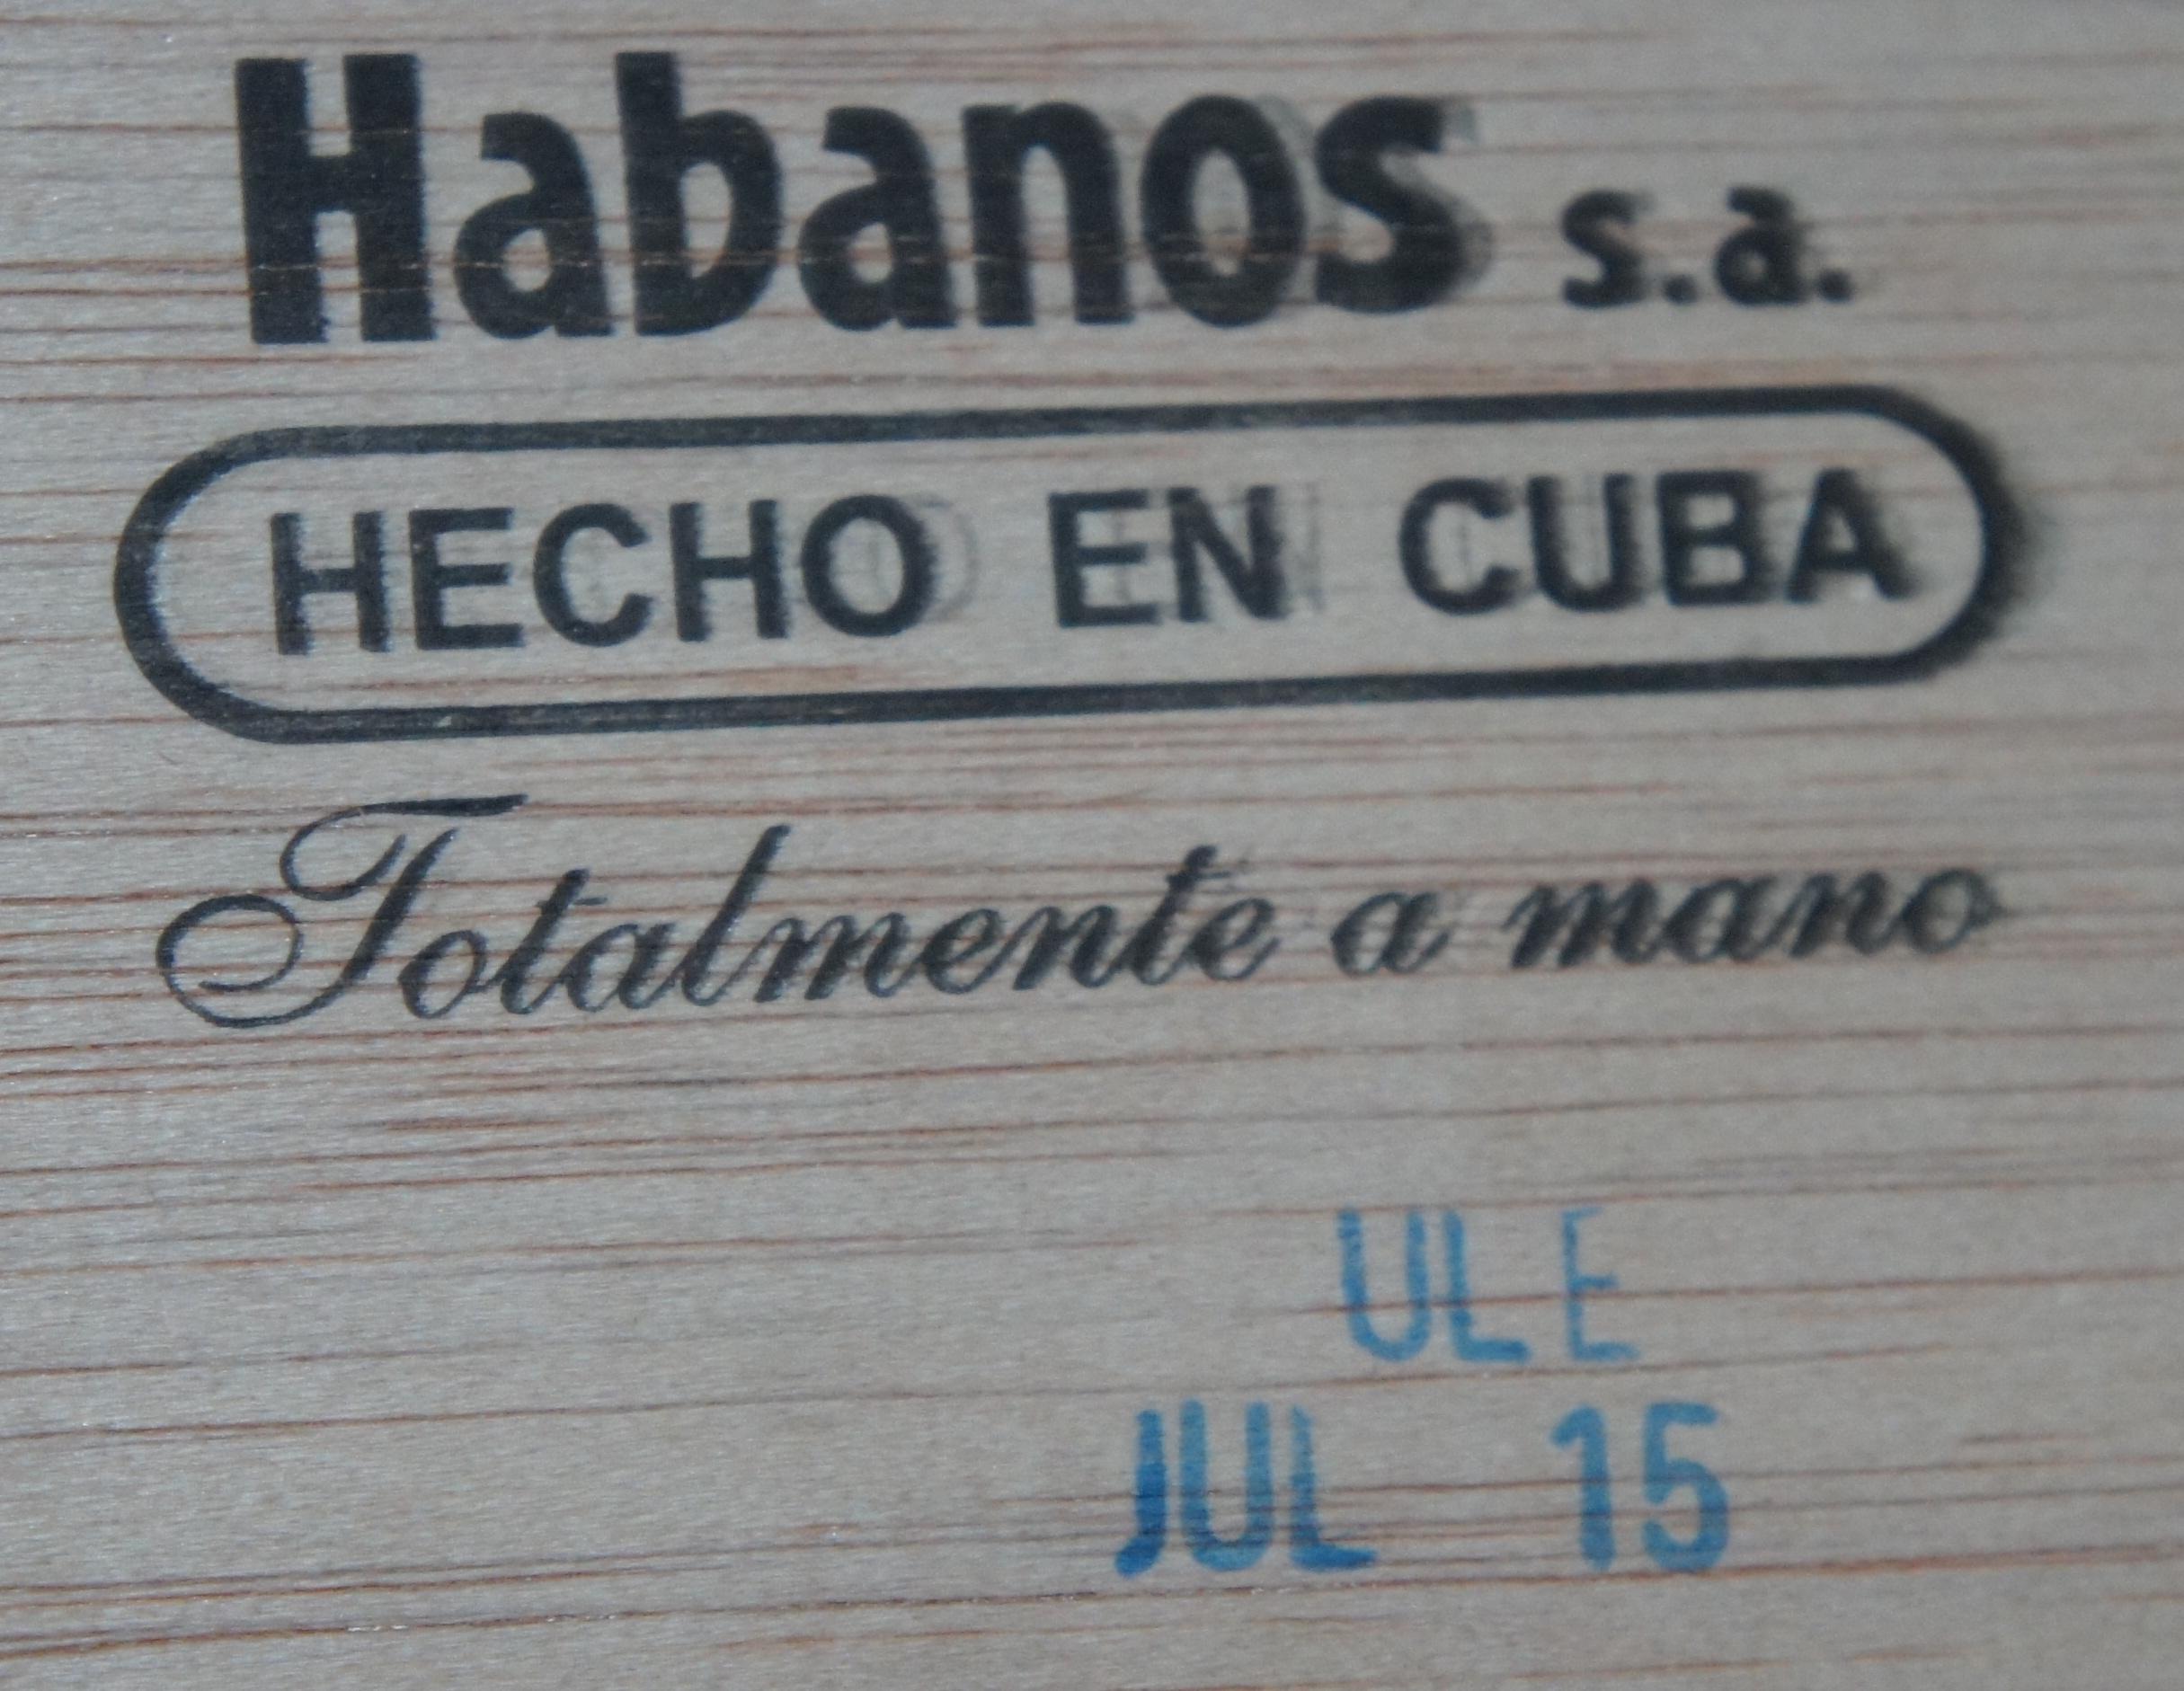 Habanos s.a.
HECHO EN CUBA
Totalmente a mano
ULE
JUL 15